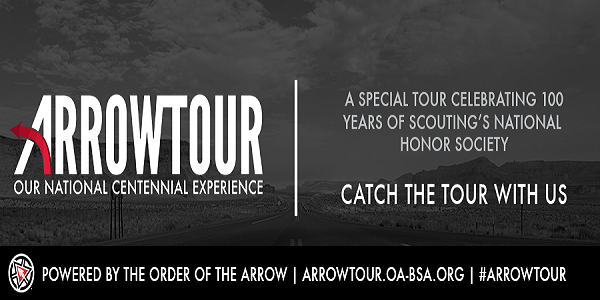 ARROWTOUR
OUR NATIONAL CENTENNIAL EXPERIENCE
A SPECIAL TOUR CELEBRATING 100
YEARS OF SCOUTING'S NATIONAL
HONOR SOCIETY
CATCH THE TOUR WITH US
POWERED BY THE ORDER OF THE ARROW | ARROWTOUR.OA-BSA.ORG | #ARROWTOUR